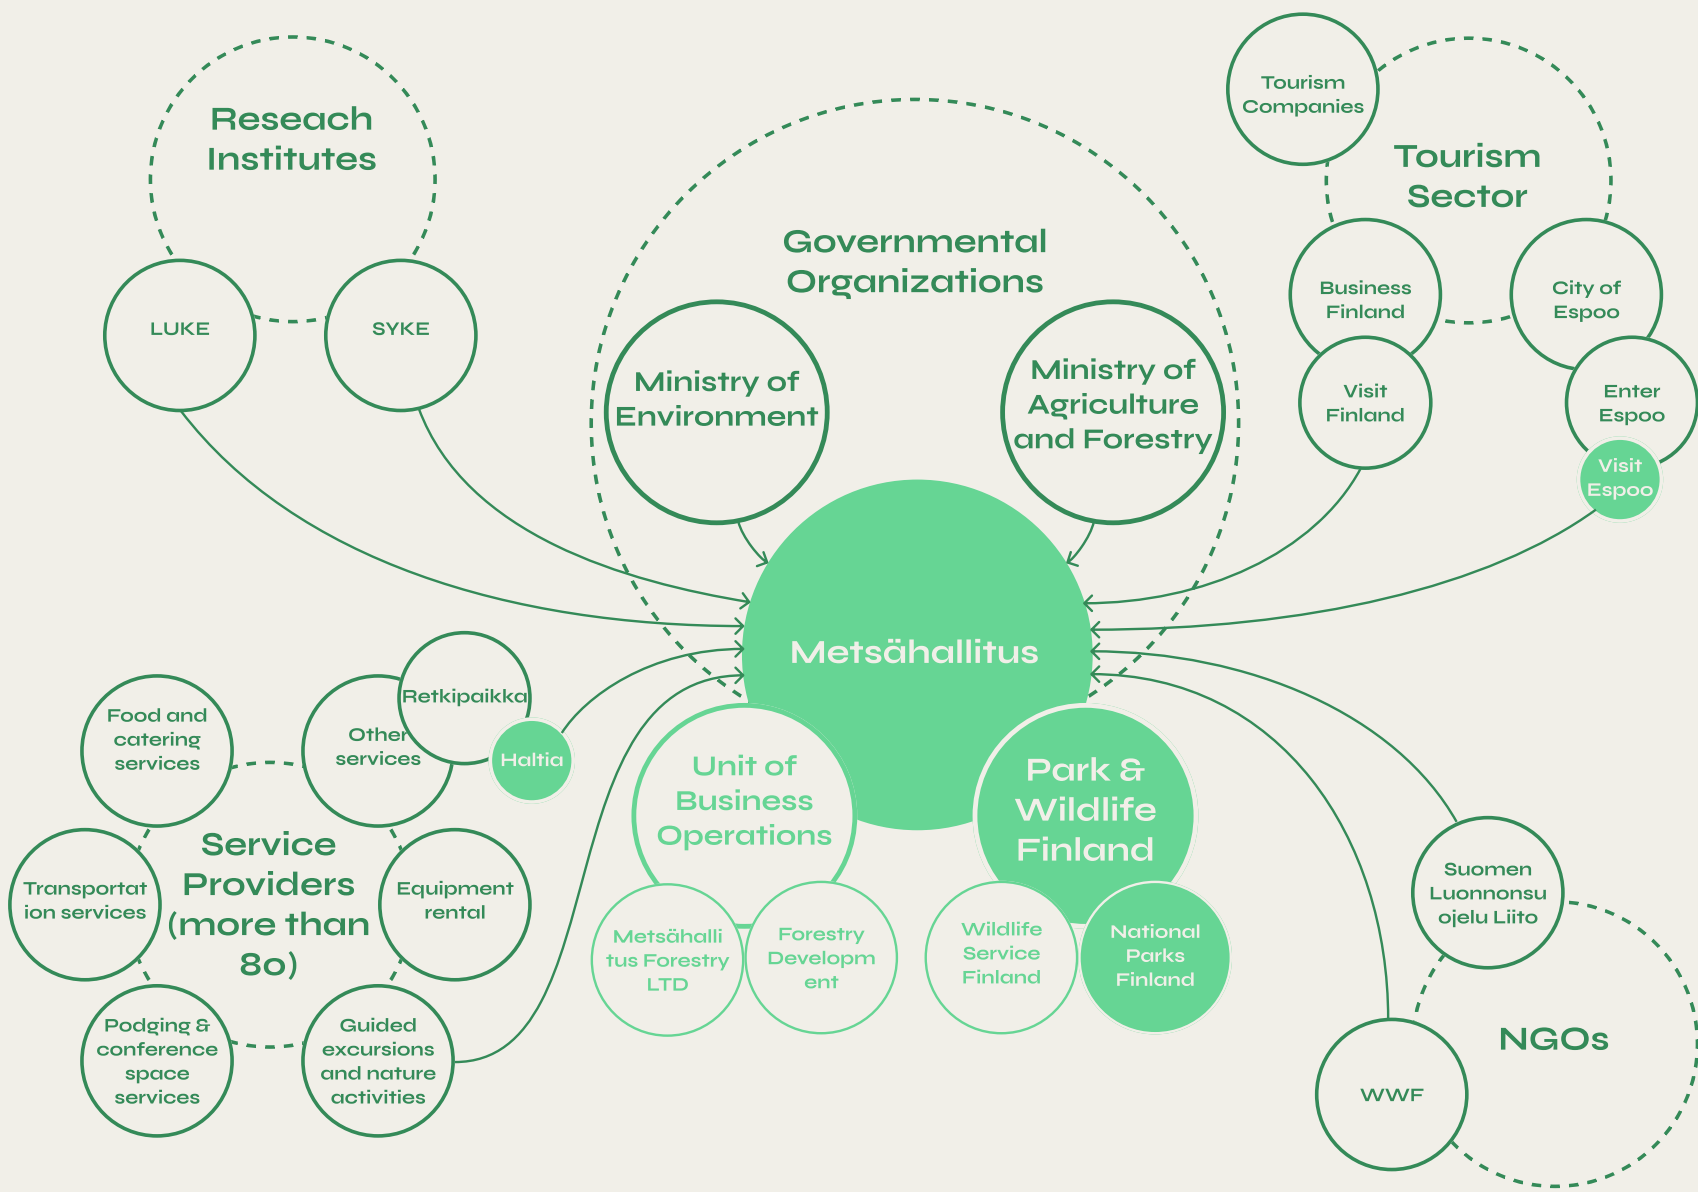 Reseach
Institutes
LUKE
SYKE
Governmental
Organizations
Ministry of
Environment
Ministry of
Agriculture
and Forestry
Tourism
Companies
Tourism
Sector
Business
Finland
City of
Espoo
Visit
Finland
Enter
Espoo
Visit
Espoo
Metsähallitus
Unit of
Business
Operations
Park &
Wildlife
Finland
Metsähalli
tus Forestry
LTD
Forestry
Developm
ent
Wildlife
Service
Finland
National
Parks
Finland
Food and
catering
services
Other
services
Retkipaikka
Haltia
Service
Providers
(more than
80)
Transportat
ion services
Equipment
rental
Podging &
conference
space
services
Guided
excursions
and nature
activities
Suomen
Luonnonsu
ojelu Liito
NGOs
WWF